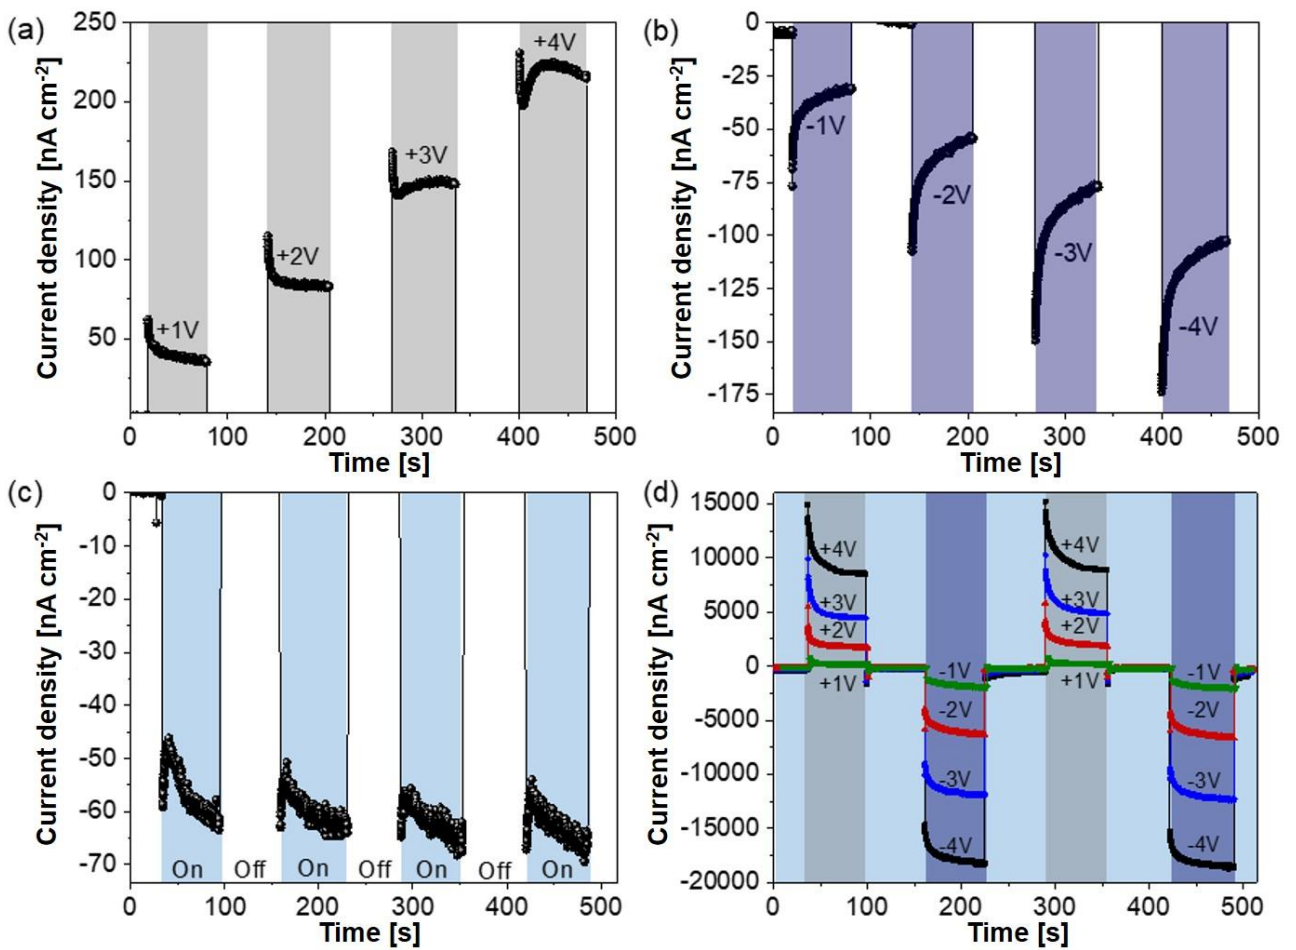 (a)
Current density [nA cm-2]
250
200
150
100
50
+1V
+2V
+3V
+4V
0 100 200 300 400 500
Time [s]
(b)
Current density [nA cm-2]
0
-25
-50
-75
-100
-125
-150
-175
-1V
-2V
-3V
-4V
0 100 200 300 400 500
Time [s]
(c)
Current density [nA cm-2]
0
-10
-20
-30
-40
-50
-60
-70
On Off On Off On Off On
0 100 200 300 400 500
Time [s]
(d)
Current density [nA cm-2]
15000
10000
5000
0
-5000
-10000
-15000
-20000
+4V
+3V
+2V
+1V
-1V
-2V
-3V
-4V
+4V
+3V
+2V
+1V
-1V
-2V
-3V
-4V
0 100 200 300 400 500
Time [s]